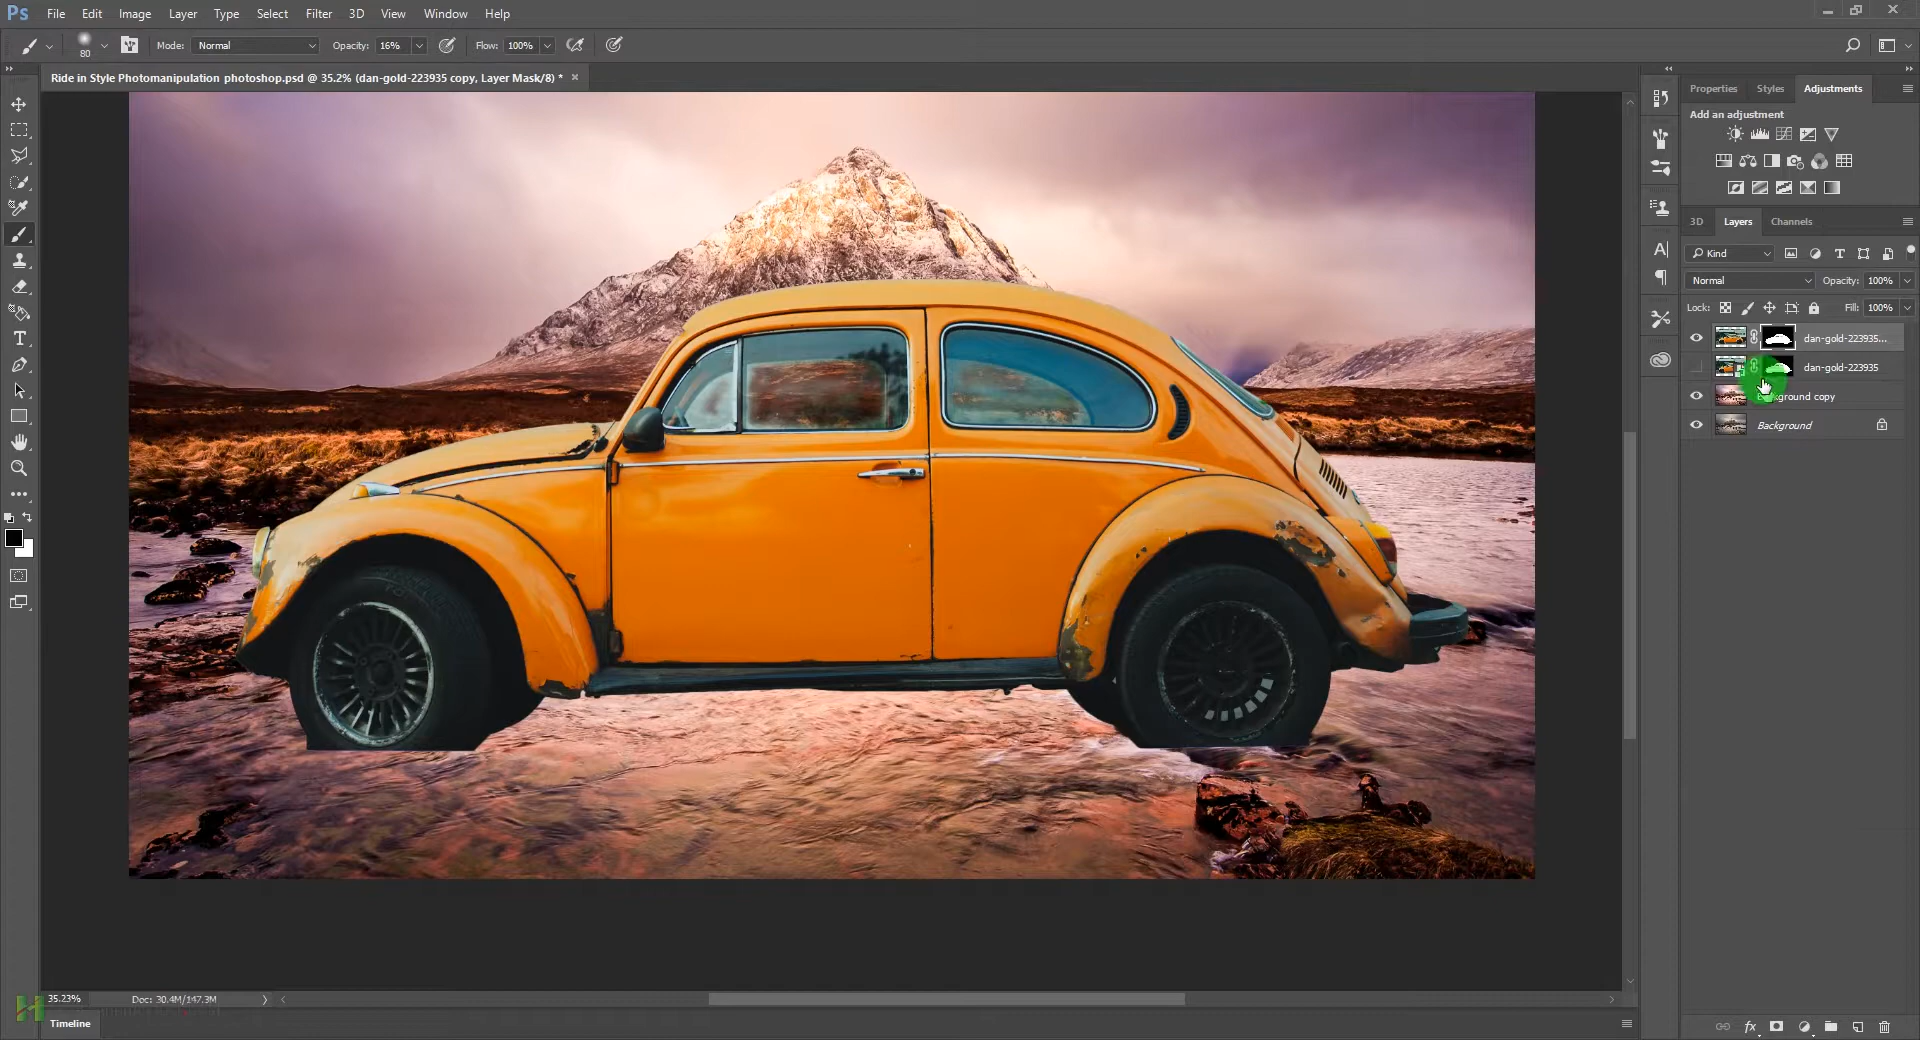 Ps File Edit Image Layer Type Select Filter 3D View Window Help
80 Mode: Normal Opacity: 16% Flow: 100%
Ride in Style Photomanipulation photoshop.psd @ 35.2% (dan-gold-223935 copy, Layer Mask/8) * ×
Properties Styles Adjustments
Add an adjustment
3D Layers Channels
Kind
Normal Opacity: 100%
Lock: Fill: 100%
dan-gold-223935...
dan-gold-223935
background copy
Background
35.23% Doc: 30.4M/147.3M
Timeline